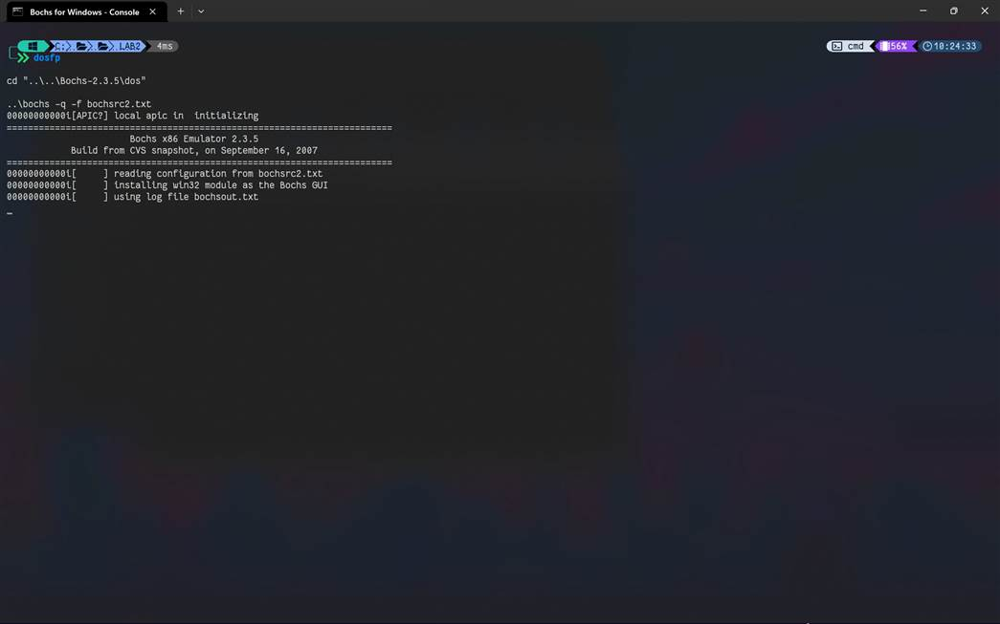 Bochs for Windows - Console
C:\ LAB2 4ms cmd 56% 10:24:33
dosfp
cd "..\..\Bochs-2.3.5\dos"
..\bochs -q -f bochsrc2.txt
00000000000i[APIC?] local apic in  initializing
========================================================================
Bochs x86 Emulator 2.3.5
Build from CVS snapshot, on September 16, 2007
========================================================================
00000000000i[     ] reading configuration from bochsrc2.txt
00000000000i[     ] installing win32 module as the Bochs GUI
00000000000i[     ] using log file bochsout.txt